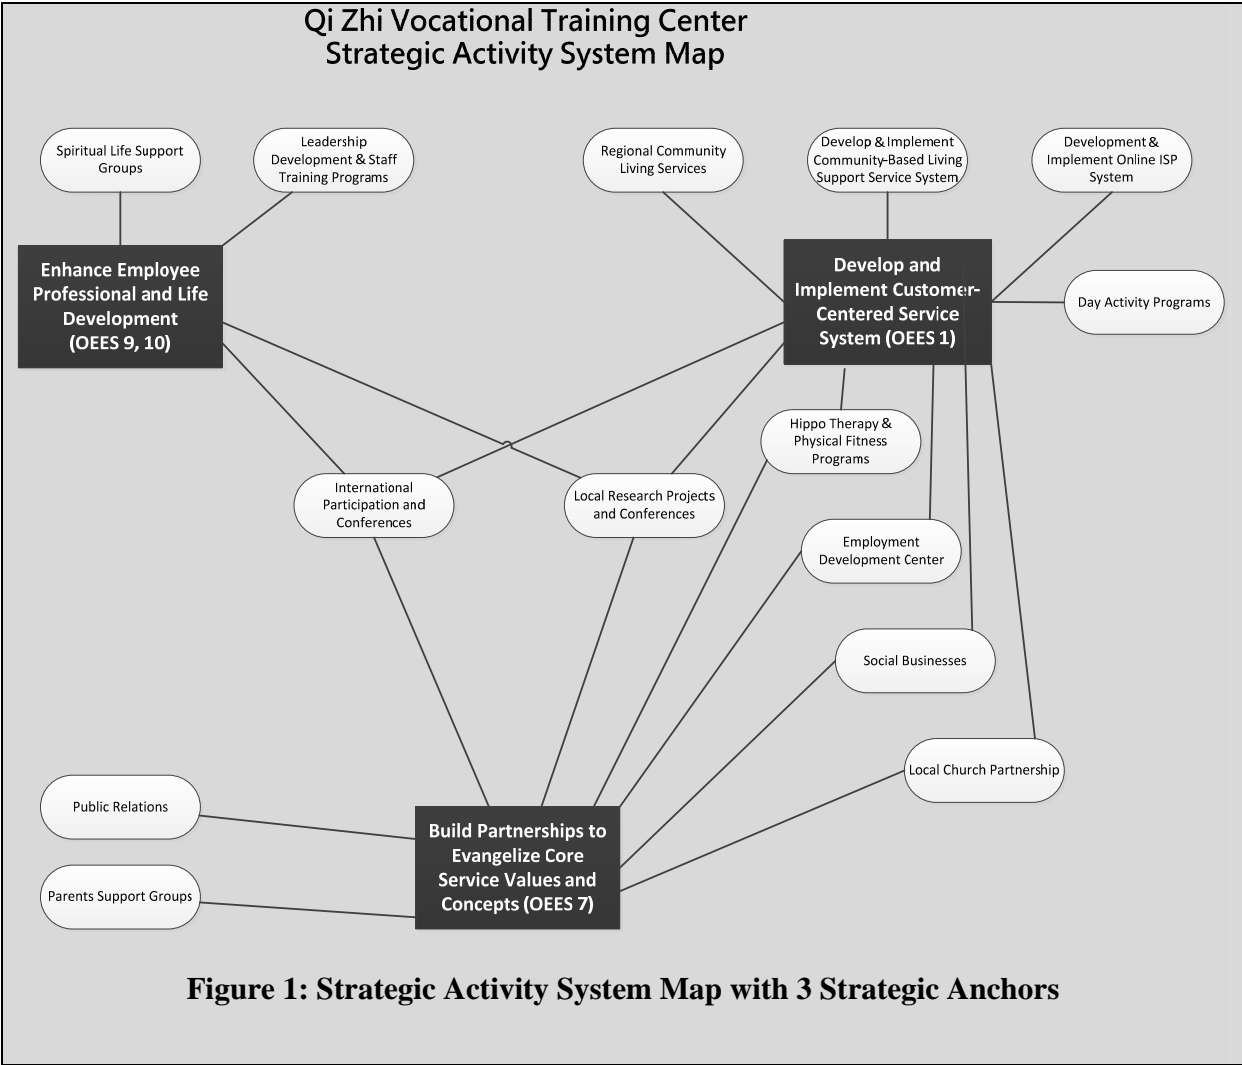 Qi Zhi Vocational Training Center
Strategic Activity System Map
Spiritual Life Support
Groups
Leadership
Development & Staff
Training Programs
Regional Community
Living Services
Develop & Implement
Community-Based Living
Support Service System
Development &
Implement Online ISP
System
Enhance Employee
Professional and Life
Development
(OEES 9, 10)
Develop and
Implement Customer-
Centered Service
System (OEES 1)
Day Activity Programs
Hippo Therapy &
Physical Fitness
Programs
International
Participation and
Conferences
Local Research Projects
and Conferences
Employment
Development Center
Social Businesses
Local Church Partnership
Public Relations
Parents Support Groups
Build Partnerships to
Evangelize Core
Service Values and
Concepts (OEES 7)
Figure 1: Strategic Activity System Map with 3 Strategic Anchors